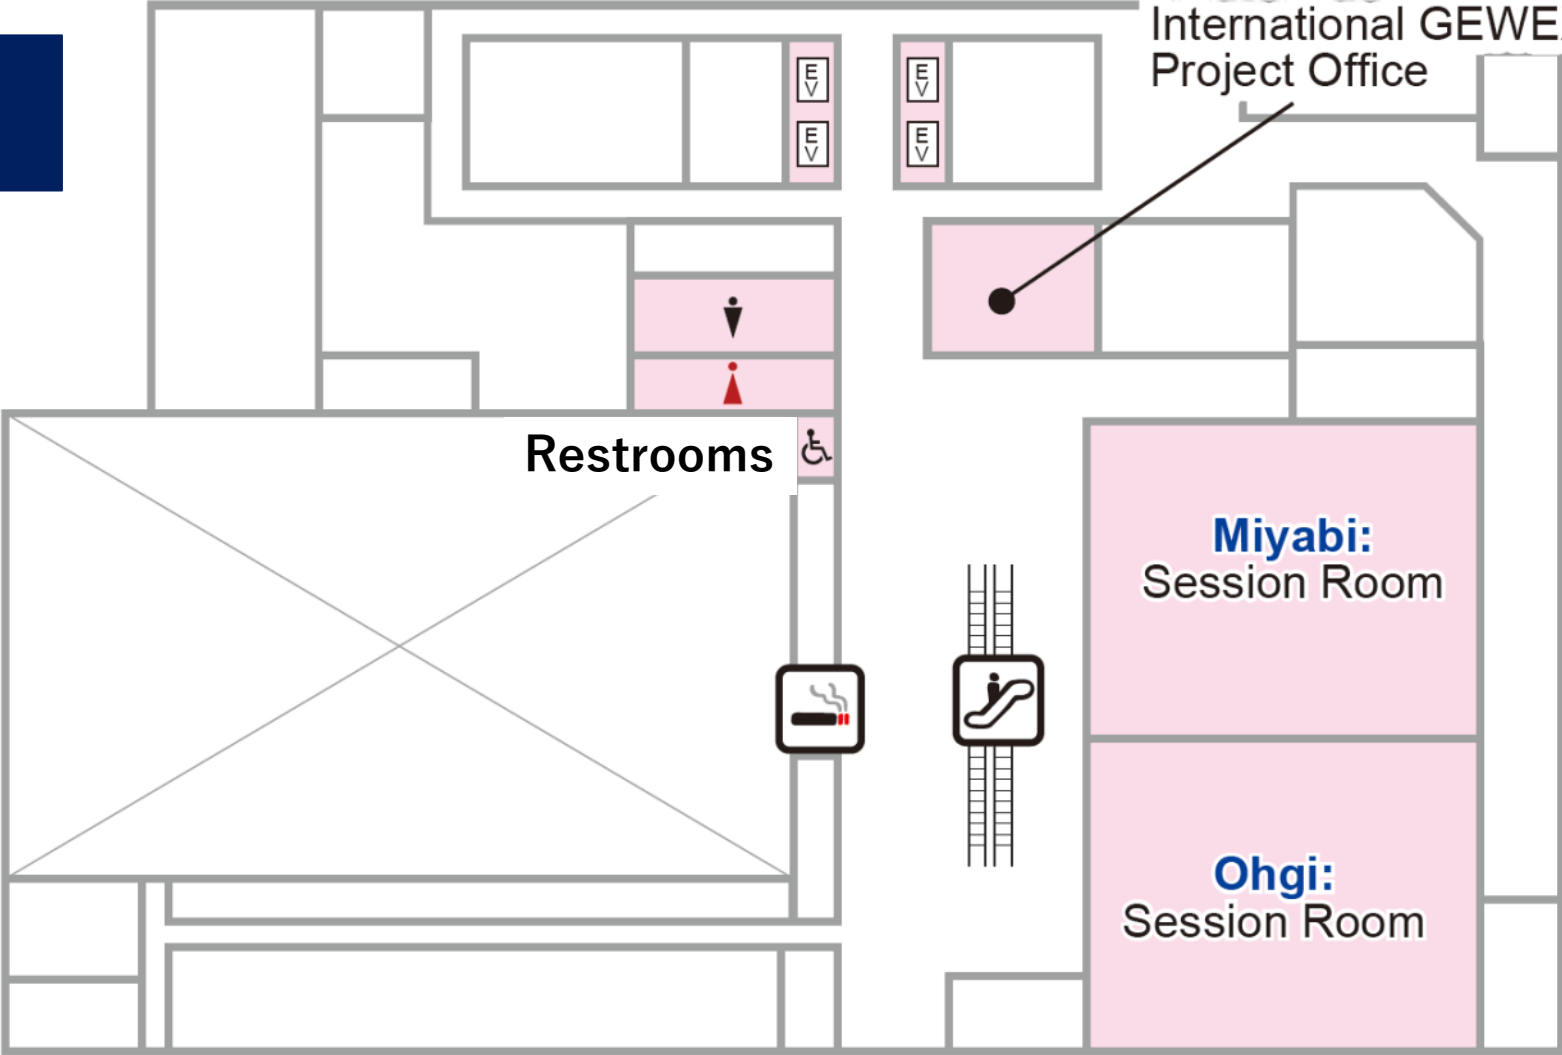 International GEWE
Project Office
EV
EV
EV
EV
Restrooms
Miyabi:
Session Room
Ohgi:
Session Room